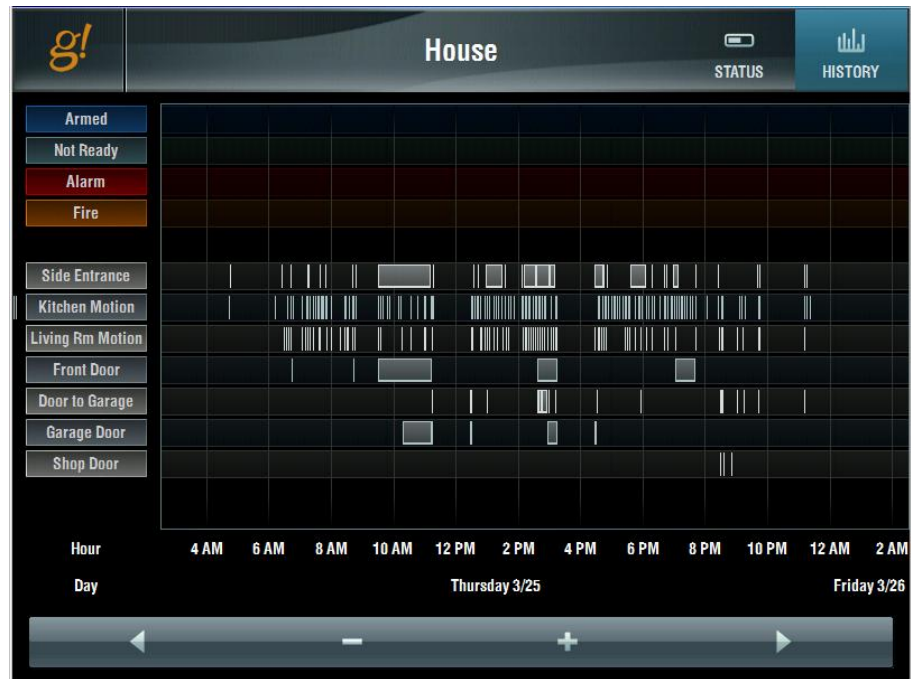 g!
House
STATUS
HISTORY
Armed
Not Ready
Alarm
Fire
Side Entrance
Kitchen Motion
Living Rm Motion
Front Door
Door to Garage
Garage Door
Shop Door
Hour 4 AM 6 AM 8 AM 10 AM 12 PM 2 PM 4 PM 6 PM 8 PM 10 PM 12 AM 2 AM
Day Thursday 3/25 Friday 3/26